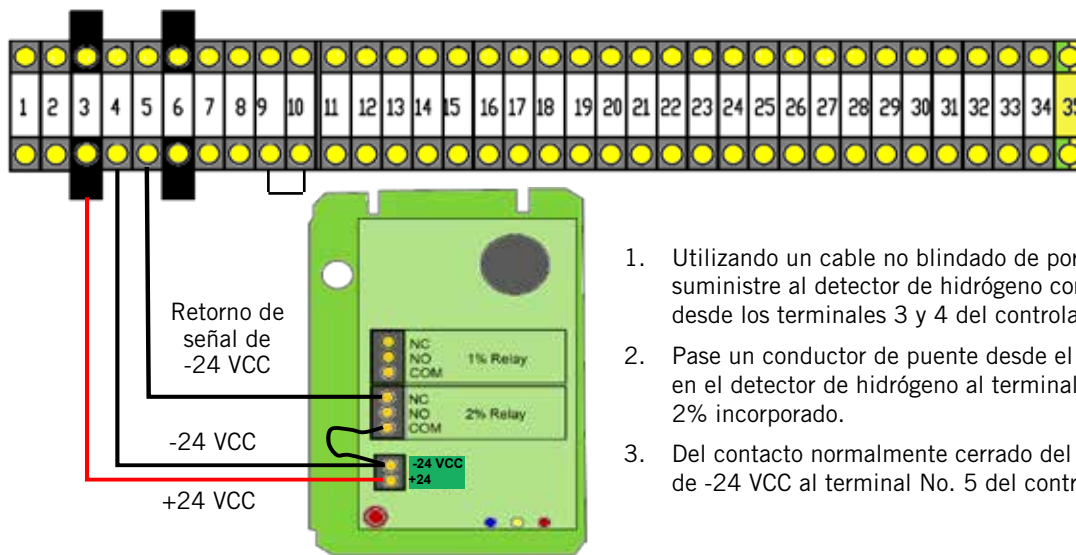 1 2 3 4 5 6 7 8 9 10 11 12 13 14 15 16 17 18 19 20 21 22 23 24 25 26 27 28 29 30 31 32 33 34 35
Retorno de
señal de
-24 VCC
-24 VCC
+24 VCC
NC
NO
COM
1% Relay
NC
NO
COM
2% Relay
-24 VCC
+24
1. Utilizando un cable no blindado de
suministre al detector de hidrógeno
desde los terminales 3 y 4 del
2. Pase un conductor de puente desde el
en el detector de hidrógeno al terminal
2% incorporado.
3. Del contacto normalmente cerrado del
de -24 VCC al terminal No. 5 del